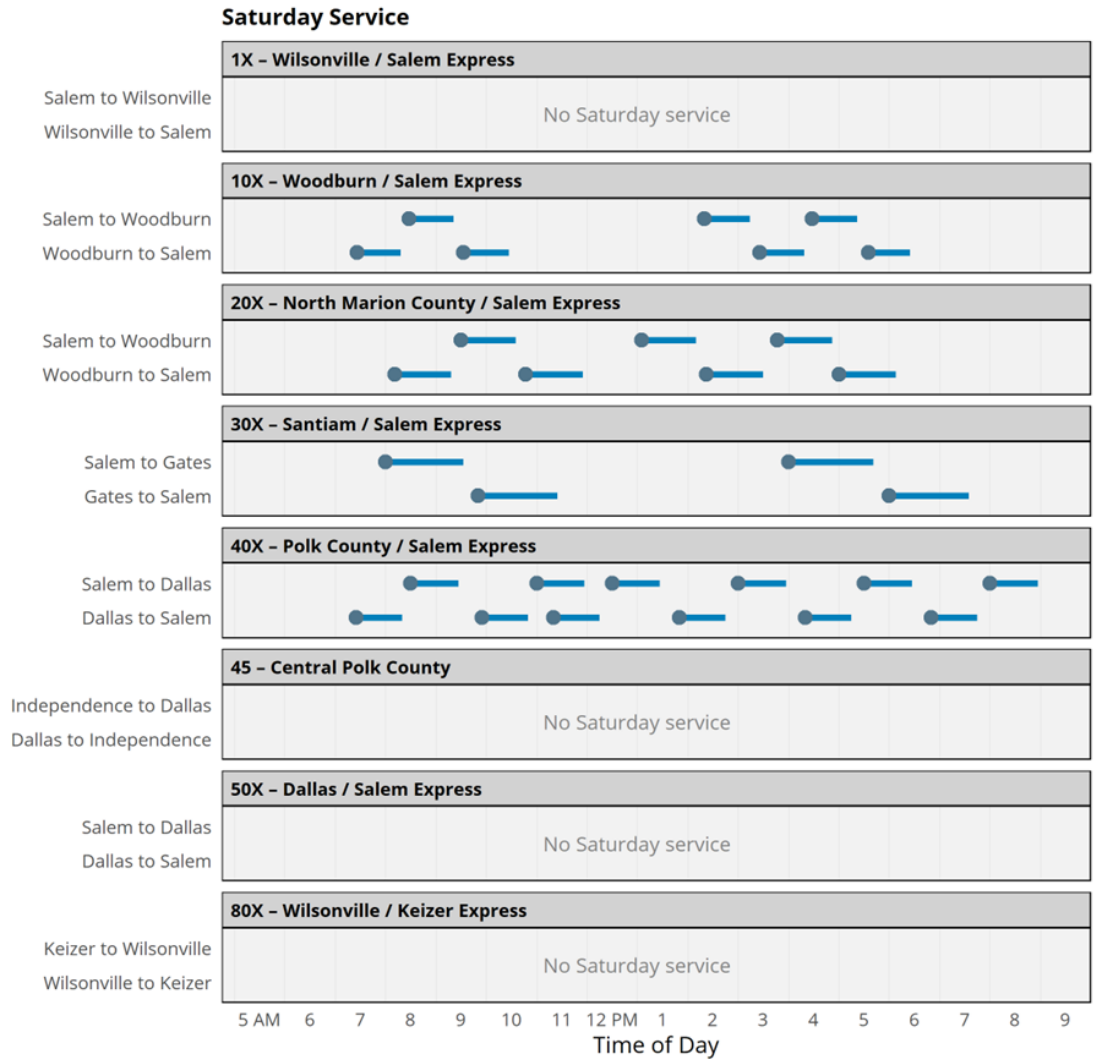 Saturday Service
1X – Wilsonville / Salem Express
Salem to Wilsonville
No Saturday service
Wilsonville to Salem
10X – Woodburn / Salem Express
Salem to Woodburn
Woodburn to Salem
20X – North Marion County / Salem Express
Salem to Woodburn
Woodburn to Salem
30X – Santiam / Salem Express
Salem to Gates
Gates to Salem
40X – Polk County / Salem Express
Salem to Dallas
Dallas to Salem
45 – Central Polk County
Independence to Dallas
No Saturday service
Dallas to Independence
50X – Dallas / Salem Express
Salem to Dallas
No Saturday service
Dallas to Salem
80X – Wilsonville / Keizer Express
Keizer to Wilsonville
No Saturday service
Wilsonville to Keizer
5 AM 6 7 8 9 10 11 12 PM 1 2 3 4 5 6 7 8 9
Time of Day